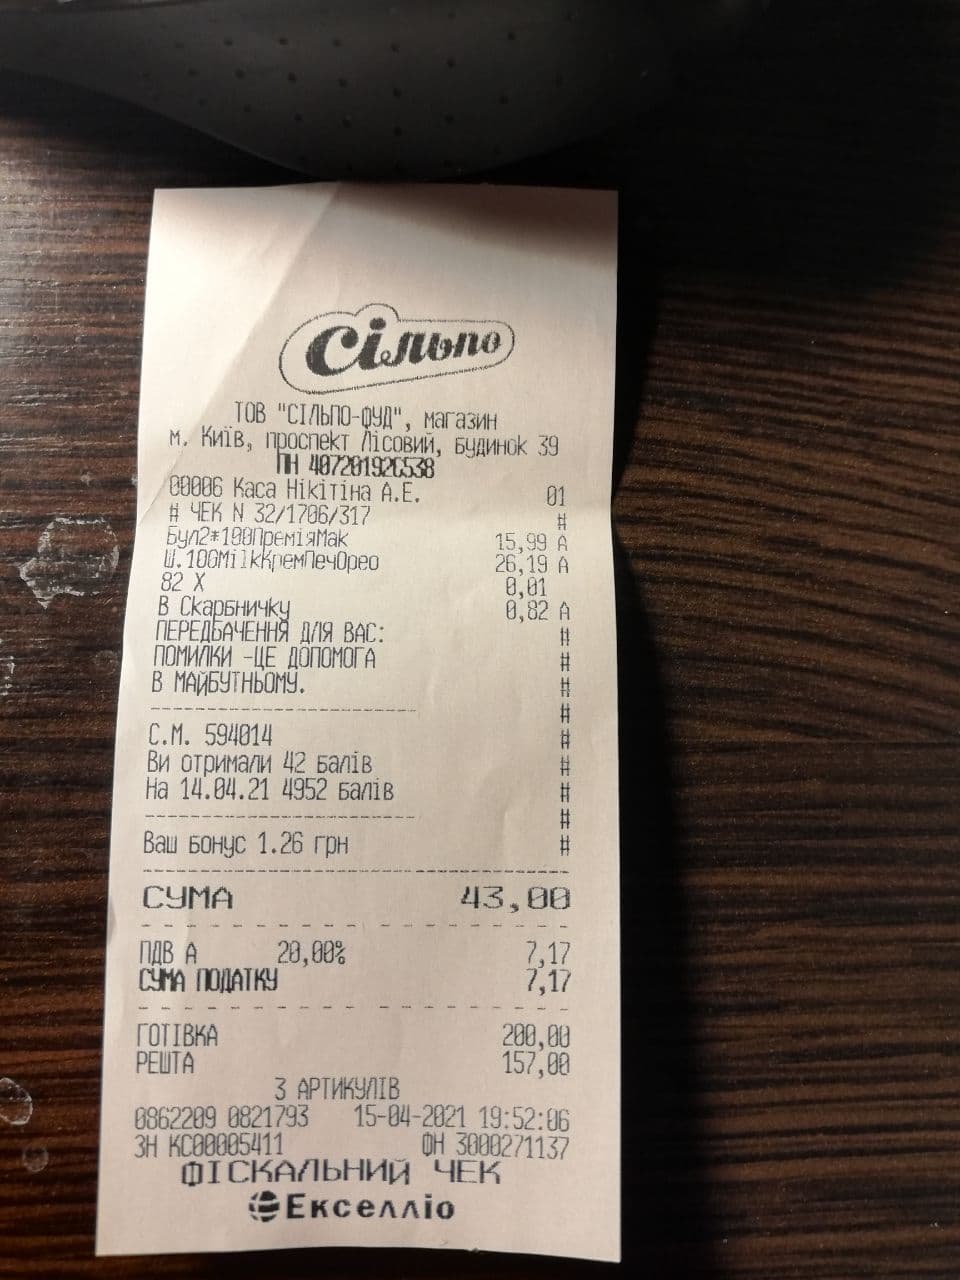 Сільпо
ТОВ "СІЛЬПО-ФУД", магазин
м. Київ, проспект Лісовий, будинок 39
ПН 407201926538
00006 Каса Нікітіна А.Е. 01
# ЧЕК N 32/1706/317 #
Бул2*100ПреміяМак 15,99 А
Ш.100MilkКремПечОрео 26,19 А
82 X 0,01
В Скарбничку 0,82 А
ПЕРЕДБАЧЕННЯ ДЛЯ ВАС: #
ПОМИЛКИ -ЦЕ ДОПОМОГА #
В МАЙБУТНЬОМУ. #
#
С.М. 594014 #
Ви отримали 42 балів #
На 14.04.21 4952 балів #
#
Ваш бонус 1.26 грн #
СУМА 43,00
ПДВ А 20,00% 7,17
СУМА ПОДАТКУ 7,17
ГОТІВКА 200,00
РЕШТА 157,00
3 АРТИКУЛІВ
0862209 0821793 15-04-2021 19:52:06
ЗН КС00005411 ФН 3000271137
ФІСКАЛЬНИЙ ЧЕК
Екселліо